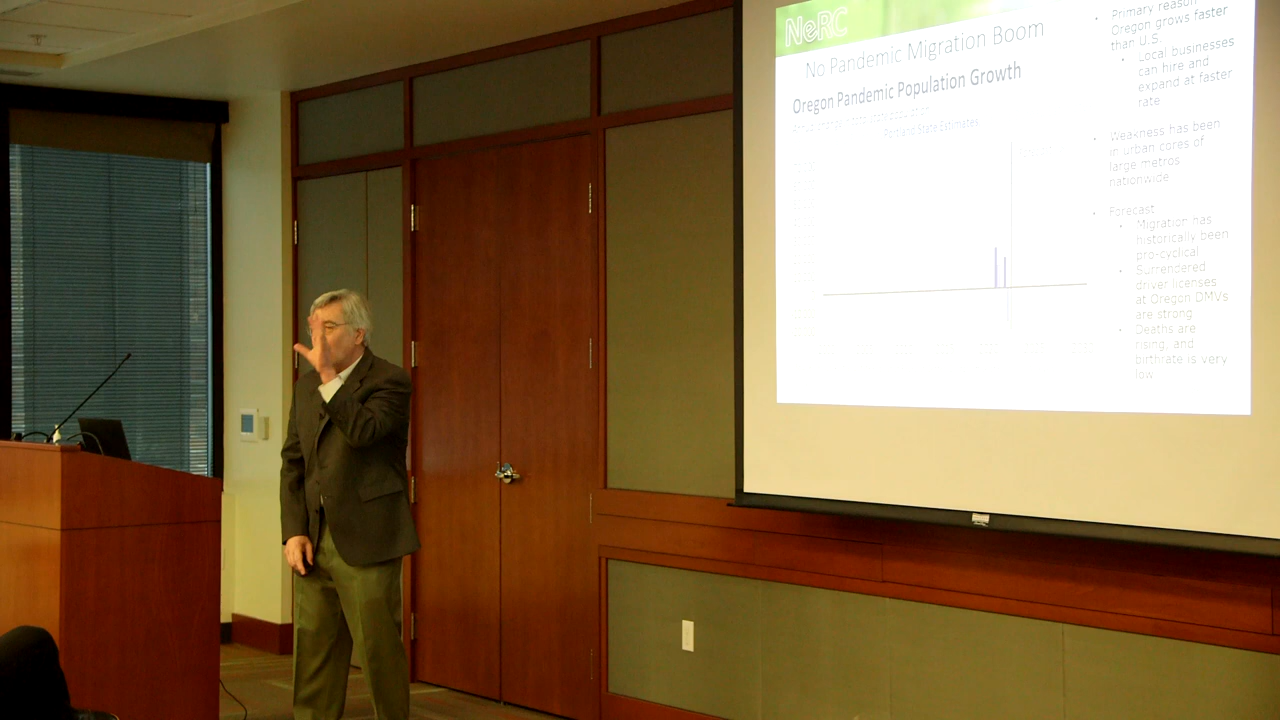 NeRC
No Pandemic Migration Boom
Oregon Pandemic Population Growth
Portland State Estimates
Primary reason
Oregon grows faster
than U.S.
Local businesses
can hire and
expand at faster
rate
Weakness has been
in urban cores of
large metros
nationwide
Forecast
Migration has
historically been
pro-cyclical
Surrendered
driver licenses
at Oregon DMVs
are strong
Deaths are
rising, and
birthrate is very
low